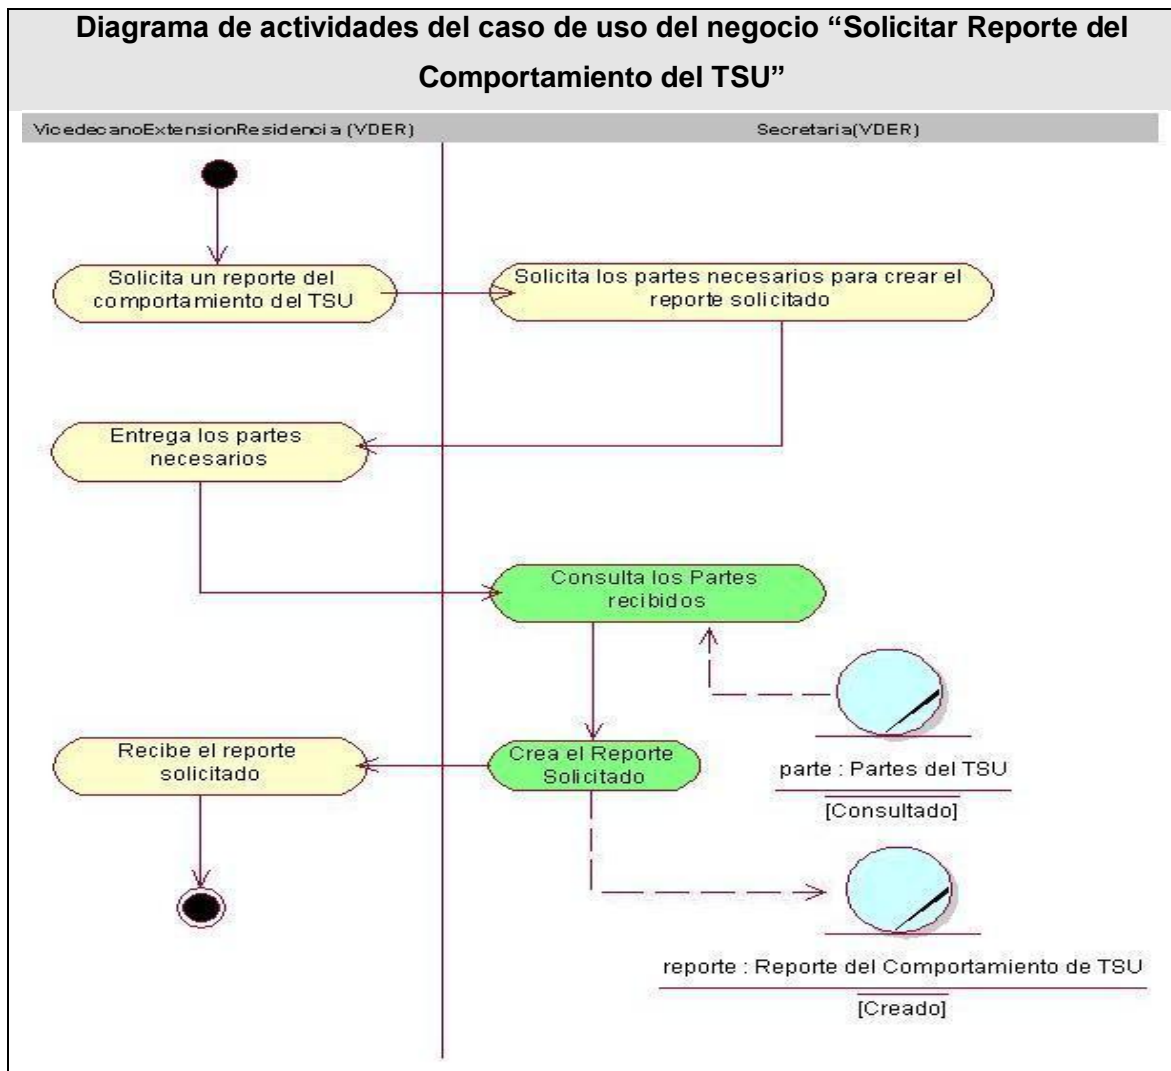 Diagrama de actividades del caso de uso del negocio “Solicitar Reporte del
Comportamiento del TSU”
VicedecanoExtensionResidencia (VDER)
Secretaria(VDER)
Solicita un reporte del
comportamiento del TSU
Solicita los partes necesarios para crear el
reporte solicitado
Entrega los partes
necesarios
Consulta los Partes
recibidos
Recibe el reporte
solicitado
Crea el Reporte
Solicitado
parte : Partes del TSU
[Consultado]
reporte : Reporte del Comportamiento de TSU
[Creado]